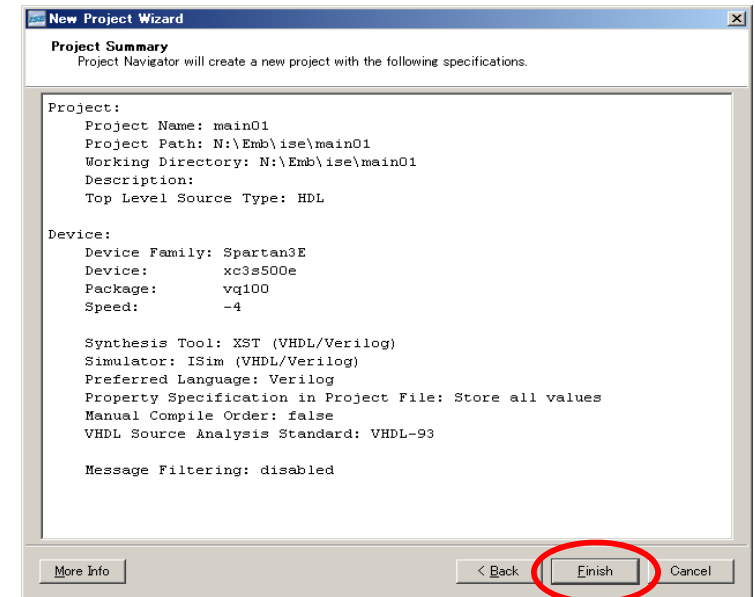 ISE New Project Wizard
Project Summary
Project Navigator will create a new project with the following specifications.
Project:
Project Name: main01
Project Path: N:\Emb\ise\main01
Working Directory: N:\Emb\ise\main01
Description:
Top Level Source Type: HDL
Device:
Device Family: Spartan3E
Device: xc3s500e
Package: vq100
Speed: -4
Synthesis Tool: XST (VHDL/Verilog)
Simulator: ISim (VHDL/Verilog)
Preferred Language: Verilog
Property Specification in Project File: Store all values
Manual Compile Order: false
VHDL Source Analysis Standard: VHDL-93
Message Filtering: disabled
More Info < Back Finish Cancel